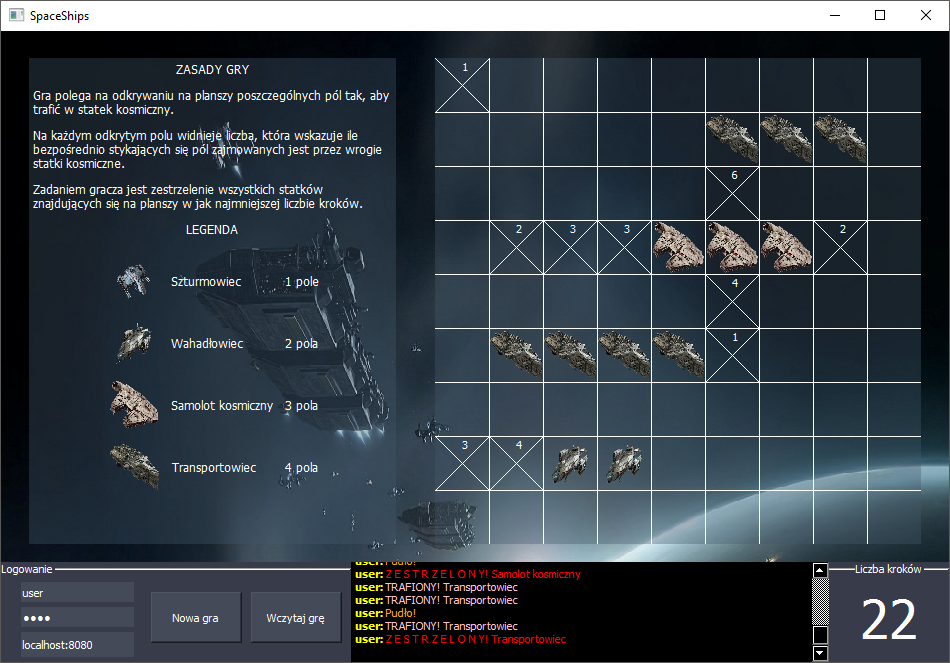 SpaceShips
ZASADY GRY
Gra polega na odkrywaniu na planszy poszczególnych pól tak, aby
trafić w statek kosmiczny.
Na każdym odkrytym polu widnieje liczba, która wskazuje ile
bezpośrednio stykających się pól zajmowanych jest przez wrogie
statki kosmiczne.
Zadaniem gracza jest zestrzelenie wszystkich statków
znajdujących się na planszy w jak najmniejszej liczbie kroków.
LEGENDA
Szturmowiec 1 pole
Wahadłowiec 2 pola
Samolot kosmiczny 3 pola
Transportowiec 4 pola
1
6
2 3 3 2
4
1
3 4
Logowanie
user
••••
localhost:8080
Nowa gra
Wczytaj grę
user: Pudło!
user: Z E S T R Z E L O N Y! Samolot kosmiczny
user: TRAFIONY! Transportowiec
user: TRAFIONY! Transportowiec
user: Pudło!
user: TRAFIONY! Transportowiec
user: Z E S T R Z E L O N Y! Transportowiec
Liczba kroków
22